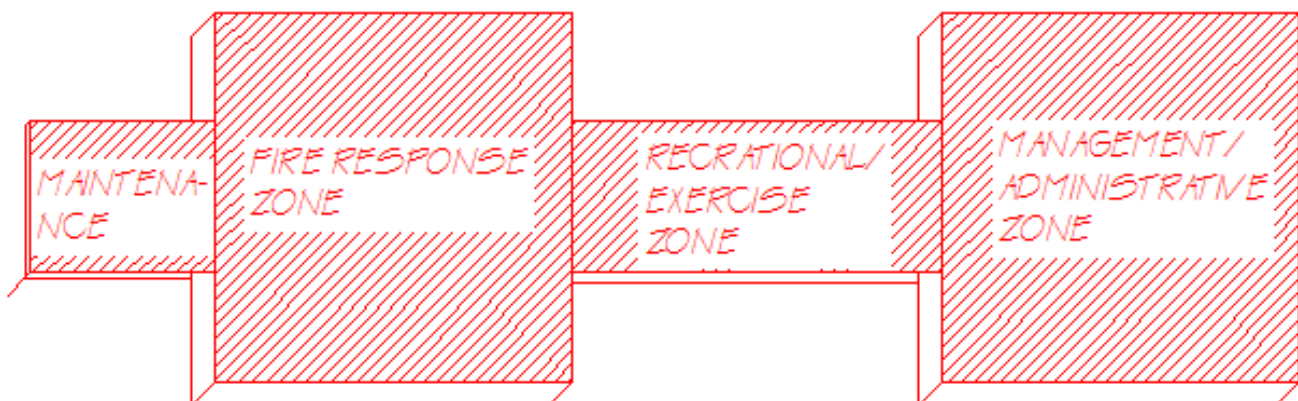 MAINTENA-
NCE
FIRE RESPONSE
ZONE
RECRATIONAL/
EXERCISE
ZONE
MANAGEMENT/
ADMINISTRATIVE
ZONE